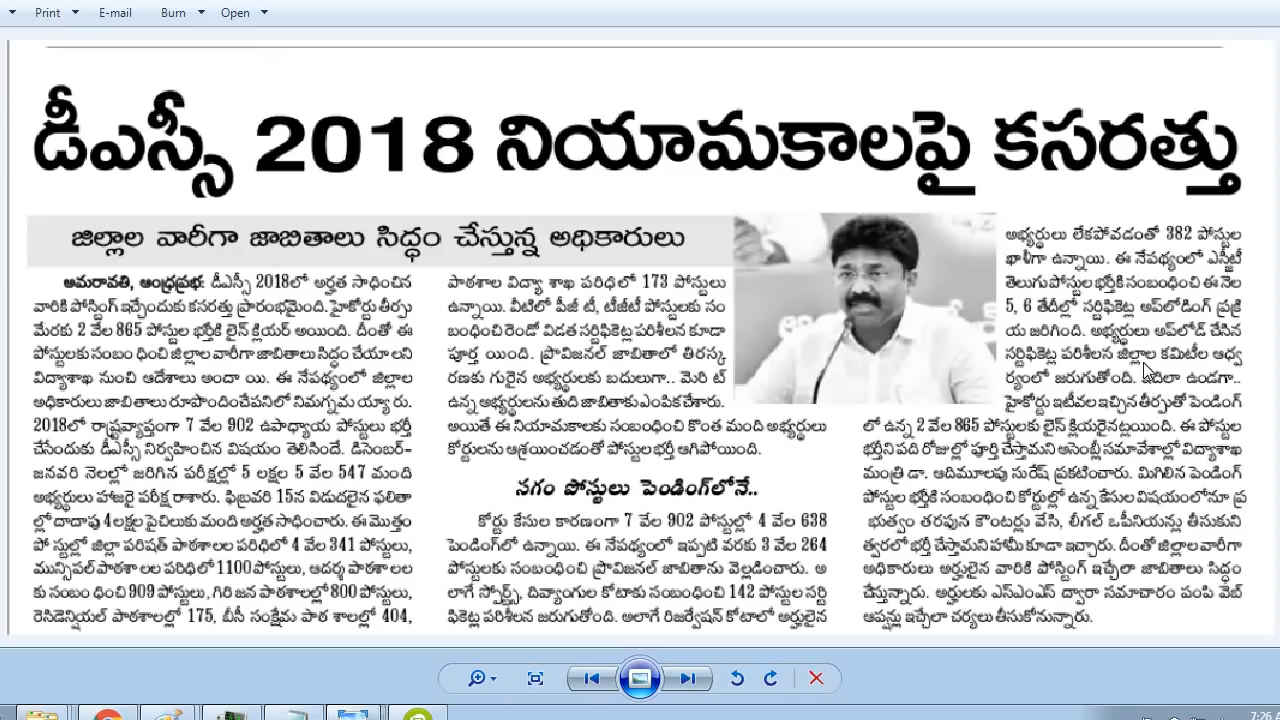 Print
E-mail
Burn
Open
డీఎస్సీ 2018 నియామకాలపై కసరత్తు
జిల్లాల వారీగా జాబితాలు సిద్ధం చేస్తున్న అధికారులు
అమరావతి, ఆంధ్రప్రభ: డీఎస్సీ 2018లో అర్హత సాధించిన
వారికి పోస్టింగ్ ఇచ్చేందుకు కసరత్తు ప్రారంభమైంది. హైకోర్టు తీర్పు
మేరకు 2 వేల 865 పోస్టుల భర్తీకి లైన్ క్లియర్ అయింది. దీంతో ఈ
పోస్టులకు సంబం ధించి జిల్లాల వారీగా జాబితాలు సిద్ధం చేయాలని
విద్యాశాఖ నుంచి ఆదేశాలు అందా యి. ఈ నేపథ్యంలో జిల్లాల
అధికారులు జాబితాలు రూపొందించేపనిలో నిమగ్నమ య్యారు.
2018లో రాష్ట్రవ్యాప్తంగా 7 వేల 902 ఉపాధ్యాయ పోస్టులు భర్తీ
చేసేందుకు డీఎస్సీ నిర్వహించిన విషయం తెలిసిందే. డిసెంబర్-
జనవరి నెలల్లో జరిగిన పరీక్షల్లో 5 లక్షల 5 వేల 547 మంది
అభ్యర్థులు హాజరై పరీక్ష రాశారు. ఫిబ్రవరి 15న విడుదలైన ఫలితా
ల్లో దాదాపు 4లక్షల పైచిలుకు మంది అర్హత సాధించారు. ఈ మొత్తం
పో స్టుల్లో జిల్లా పరిషత్ పాఠశాలల పరిధిలో 4 వేల 341 పోస్టులు,
మున్సిపల్ పాఠశాలల పరిధిలో 1100పోస్టులు, ఆదర్శ పాఠశాలల
కు సంబం ధించి 909 పోస్టులు, గిరిజన పాఠశాలల్లో 800 పోస్టులు,
రెసిడెన్షియల్ పాఠశాలల్లో 175, బీసీ సంక్షేమ పాఠ శాలల్లో 404,
పాఠశాల విద్యా శాఖ పరిధిలో 173 పోస్టులు
ఉన్నాయి. వీటిలో పీజీ టీ, టీజీటీ పోస్టులకు సం
బంధించి రెండో విడత సర్టిఫికెట్ల పరిశీలన కూడా
పూర్త యింది. ప్రొవిజనల్ జాబితాలో తిరస్క
రణకు గురైన అభ్యర్థులకు బదులుగా.. మెరి ట్
ఉన్న అభ్యర్థులను తుది జాబితాకు ఎంపిక చేశారు.
అయితే ఈ నియామకాలకు సంబంధించి కొంత మంది అభ్యర్థులు
కోర్టులను ఆశ్రయించడంతో పోస్టుల భర్తీ ఆగిపోయింది.
సగం పోస్టులు పెండింగ్‌లోనే..
కోర్టు కేసుల కారణంగా 7 వేల 902 పోస్టుల్లో 4 వేల 638
పెండింగ్‌లో ఉన్నాయి. ఈ నేపథ్యంలో ఇప్పటి వరకు 3 వేల 264
పోస్టులకు సంబంధించి ప్రొవిజనల్ జాబితాను వెల్లడించారు. అ
లాగే స్పోర్ట్స్, దివ్యాంగుల కోటాకు సంబంధించి 142 పోస్టుల సర్టి
ఫికెట్ల పరిశీలన జరుగుతోంది. అలాగే రిజర్వేషన్ కోటాలో అర్హులైన
అభ్యర్థులు లేకపోవడంతో 382 పోస్టుల
ఖాళీగా ఉన్నాయి. ఈ నేపథ్యంలో ఎస్జీటీ
తెలుగు పోస్టుల భర్తీకి సంబంధించి ఈ నెల
5, 6 తేదీల్లో సర్టిఫికెట్ల అప్‌లోడింగ్ ప్రక్రి
య జరిగింది. అభ్యర్థులు అప్‌లోడ్ చేసిన
సర్టిఫికెట్ల పరిశీలన జిల్లాల కమిటీల ఆధ్వ
ర్యంలో జరుగుతోంది. ఇదిలా ఉండగా..
హైకోర్టు ఇటీవల ఇచ్చిన తీర్పుతో పెండింగ్
లో ఉన్న 2 వేల 865 పోస్టులకు లైన్ క్లియరైనట్లయింది. ఈ పోస్టుల
భర్తీని పది రోజుల్లో పూర్తి చేస్తామని అసెంబ్లీ సమావేశాల్లో విద్యాశాఖ
మంత్రి డా. ఆదిమూలపు సురేష్ ప్రకటించారు. మిగిలిన పెండింగ్
పోస్టుల భర్తీకి సంబంధించి కోర్టుల్లో ఉన్న కేసుల విషయంలోనూ ప్ర
భుత్వం తరపున కౌంటర్లు వేసి, లీగల్ ఒపీనియన్లు తీసుకుని
త్వరలో భర్తీ చేస్తామని హామీ కూడా ఇచ్చారు. దీంతో జిల్లాల వారీగా
అధికారులు అర్హులైన వారికి పోస్టింగ్ ఇచ్చేలా జాబితాలు సిద్ధం
చేస్తున్నారు. అర్హులకు ఎస్ఎంఎస్ ద్వారా సమాచారం పంపి వెబ్
ఆప్షన్లు ఇచ్చేలా చర్యలు తీసుకోనున్నారు.